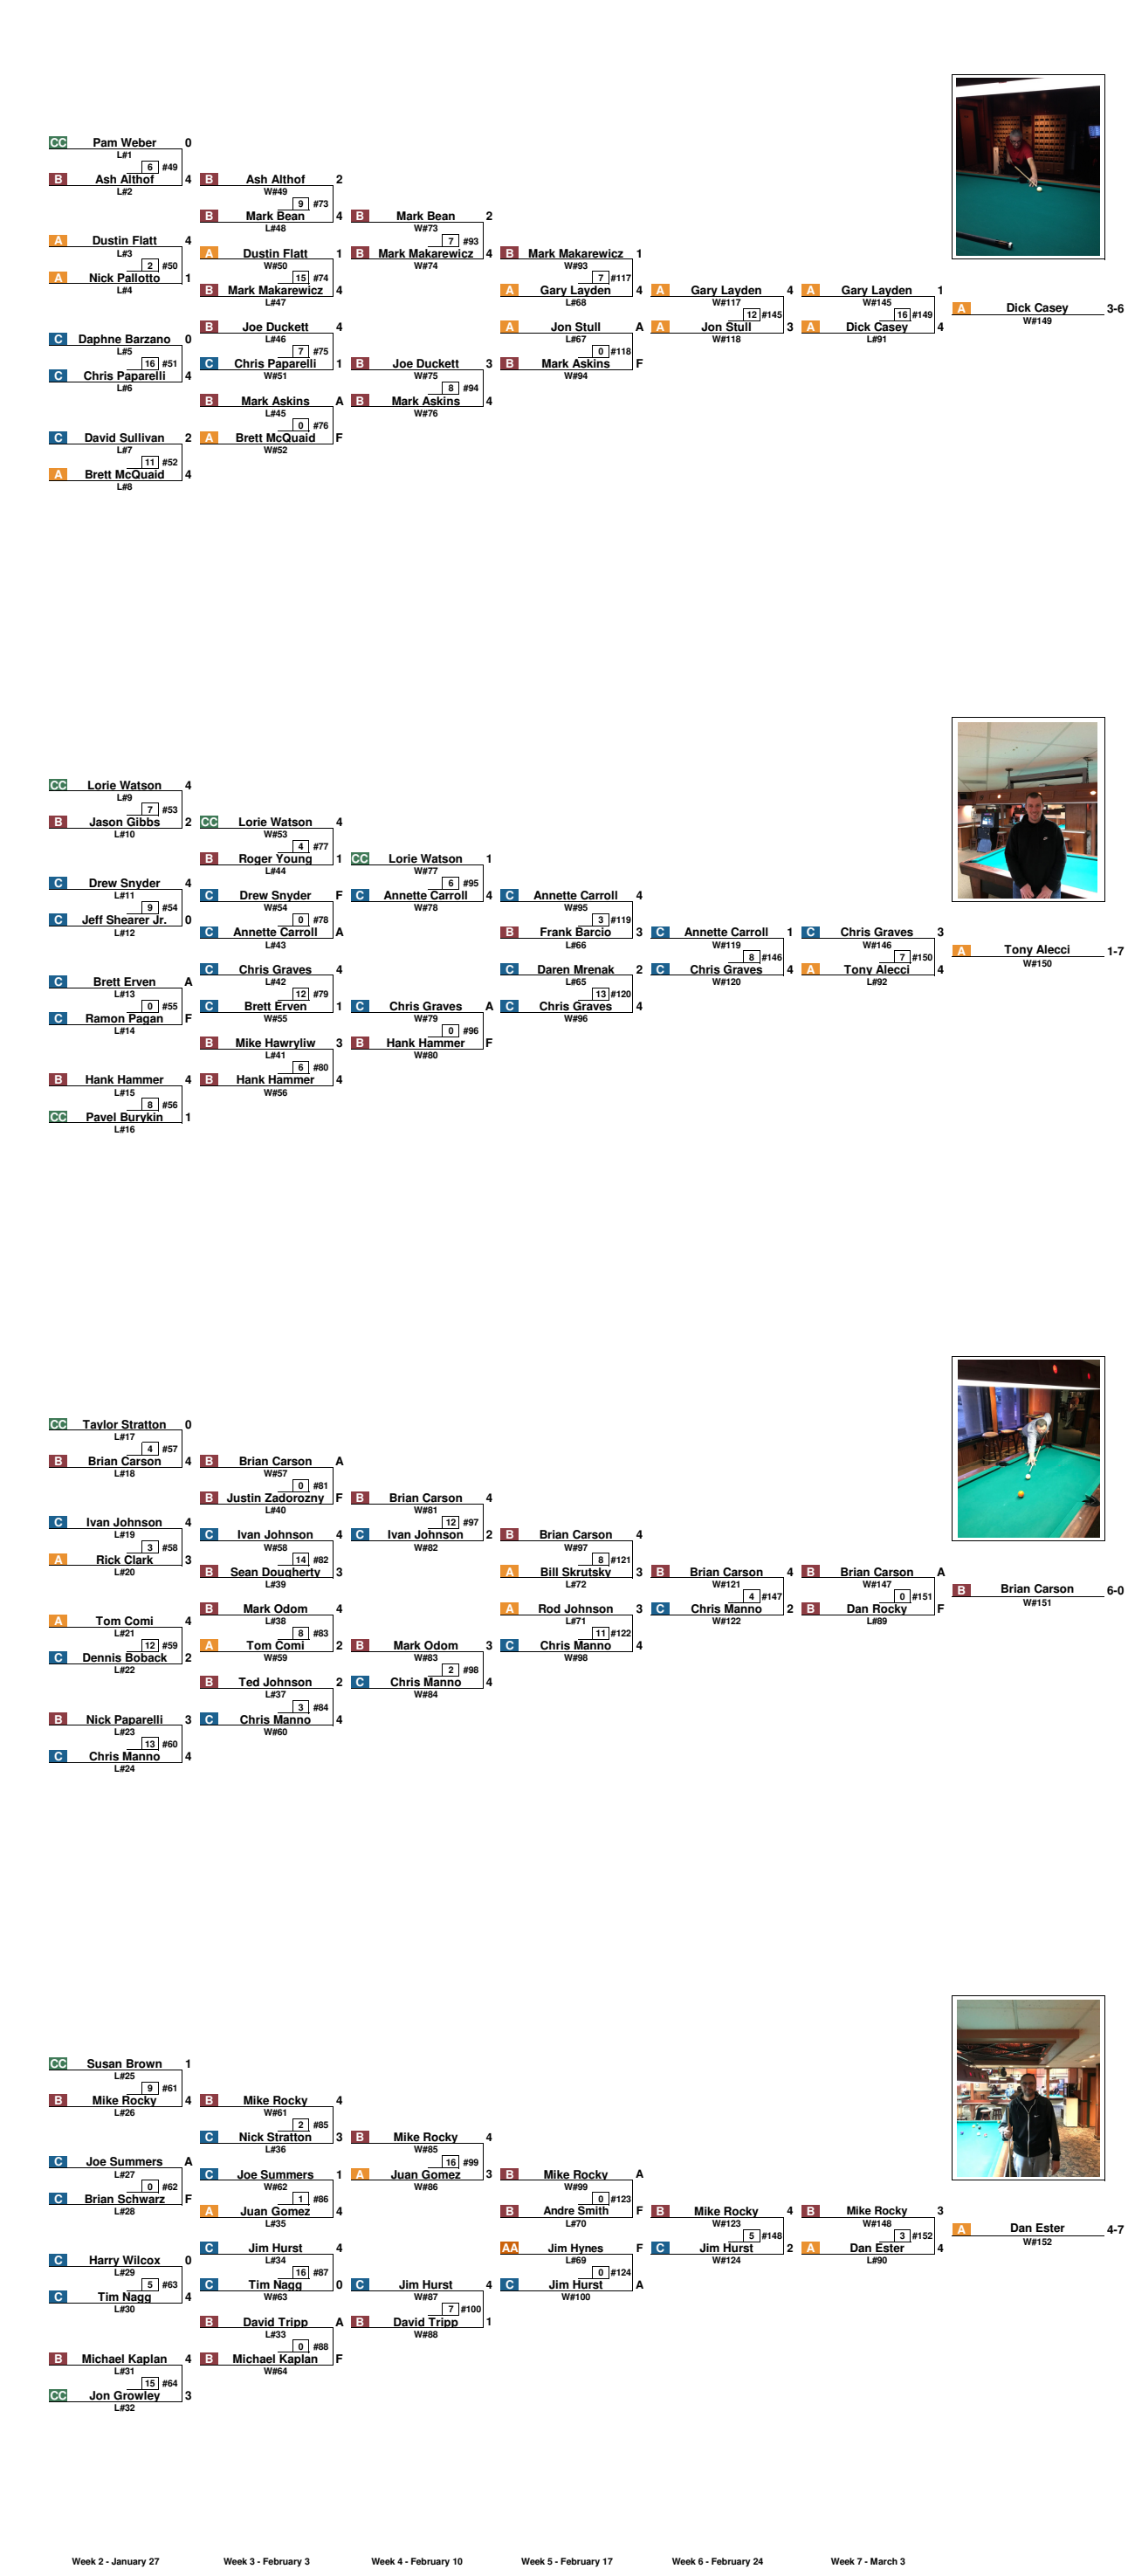 CC Pam Weber 0
L#1
6 #49
B Ash Althof 4 B Ash Althof 2
L#2 W#49
9 #73
B Mark Bean 4 B Mark Bean 2
L#48 W#73
A Dustin Flatt 4
L#3
7 #93
2 #50
A Dustin Flatt 1 B Mark Makarewicz 4 B Mark Makarewicz 1
W#50 W#74 W#93
A Nick Pallotto 1
L#4
15 #74 7 #117
B Mark Makarewicz 4 A Gary Layden 4 A Gary Layden 4 A Gary Layden 1
L#47 L#68 W#117 W#145
12 #145 16 #149
A Dick Casey 3-6
W#149
B Joe Duckett 4 A Jon Stull A A Jon Stull 3 A Dick Casey 4
L#46 L#67 W#118 L#91
C Daphne Barzano 0
L#5
7 #75 0 #118
16 #51
C Chris Paparelli 1 B Joe Duckett 3 B Mark Askins F
W#51 W#75 W#94
C Chris Paparelli 4
L#6
8 #94
B Mark Askins A B Mark Askins 4
L#45 W#76
0 #76
C David Sullivan 2 A Brett McQuaid F
L#7 W#52
11 #52
A Brett McQuaid 4
L#8
CC Lorie Watson 4
L#9
7 #53
B Jason Gibbs 2 CC Lorie Watson 4
L#10 W#53
4 #77
B Roger Young 1 CC Lorie Watson 1
L#44 W#77
C Drew Snyder 4
L#11
6 #95
9 #54
C Drew Snyder F C Annette Carroll 4 C Annette Carroll 4
W#54 W#78 W#95
C Jeff Shearer Jr. 0
L#12
0 #78 3 #119
C Annette Carroll A B Frank Barcio 3 C Annette Carroll 1 C Chris Graves 3
L#43 L#66 W#119 W#146
8 #146 7 #150
A Tony Alecci 1-7
W#150
C Chris Graves 4 C Daren Mrenak 2 C Chris Graves 4 A Tony Alecci 4
L#42 L#65 W#120 L#92
C Brett Erven A
L#13
12 #79 13 #120
0 #55
C Brett Erven 1 C Chris Graves A C Chris Graves 4
W#55 W#79 W#96
C Ramon Pagan F
L#14
0 #96
B Mike Hawryliw 3 B Hank Hammer F
L#41 W#80
6 #80
B Hank Hammer 4 B Hank Hammer 4
L#15 W#56
8 #56
CC Pavel Burykin 1
L#16
CC Taylor Stratton 0
L#17
4 #57
B Brian Carson 4 B Brian Carson A
L#18 W#57
0 #81
B Justin Zadorozny F B Brian Carson 4
L#40 W#81
C Ivan Johnson 4
L#19
12 #97
3 #58
C Ivan Johnson 4 C Ivan Johnson 2 B Brian Carson 4
W#58 W#82 W#97
A Rick Clark 3
L#20
14 #82 8 #121
B Sean Dougherty 3 A Bill Skrutsky 3 B Brian Carson 4 B Brian Carson A
L#39 L#72 W#121 W#147
4 #147 0 #151
B Brian Carson 6-0
W#151
B Mark Odom 4 A Rod Johnson 3 C Chris Manno 2 B Dan Rocky F
L#38 L#71 W#122 L#89
A Tom Comi 4
L#21
8 #83 11 #122
12 #59
A Tom Comi 2 B Mark Odom 3 C Chris Manno 4
W#59 W#83 W#98
C Dennis Boback 2
L#22
2 #98
B Ted Johnson 2 C Chris Manno 4
L#37 W#84
3 #84
B Nick Paparelli 3 C Chris Manno 4
L#23 W#60
13 #60
C Chris Manno 4
L#24
CC Susan Brown 1
L#25
9 #61
B Mike Rocky 4 B Mike Rocky 4
L#26 W#61
2 #85
C Nick Stratton 3 B Mike Rocky 4
L#36 W#85
C Joe Summers A
L#27
16 #99
0 #62
C Joe Summers 1 A Juan Gomez 3 B Mike Rocky A
W#62 W#86 W#99
C Brian Schwarz F
L#28
1 #86 0 #123
A Juan Gomez 4 B Andre Smith F B Mike Rocky 4 B Mike Rocky 3
L#35 L#70 W#123 W#148
5 #148 3 #152
A Dan Ester 4-7
W#152
C Jim Hurst 4 AA Jim Hynes F C Jim Hurst 2 A Dan Ester 4
L#34 L#69 W#124 L#90
C Harry Wilcox 0
L#29
16 #87 0 #124
5 #63
C Tim Nagg 0 C Jim Hurst 4 C Jim Hurst A
W#63 W#87 W#100
C Tim Nagg 4
L#30
7 #100
B David Tripp A B David Tripp 1
L#33 W#88
0 #88
B Michael Kaplan 4 B Michael Kaplan F
L#31 W#64
15 #64
CC Jon Growley 3
L#32
Week 2 - January 27 Week 3 - February 3 Week 4 - February 10 Week 5 - February 17 Week 6 - February 24 Week 7 - March 3